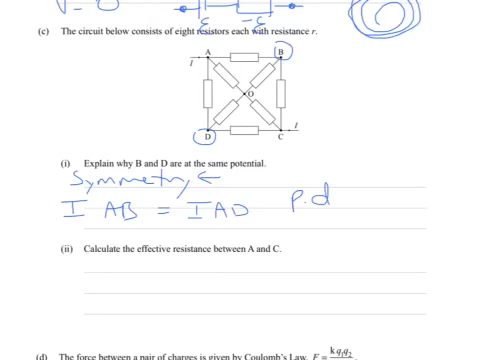 V = 0
ε -ε
(c) The circuit below consists of eight resistors each with resistance r.
A B
I
O
I
D C
(i) Explain why B and D are at the same potential.
Symmetry ←
I AB = I AD p.d
(ii) Calculate the effective resistance between A and C.
(d) The force between a pair of charges is given by Coulomb's Law, F = k q₁q₂